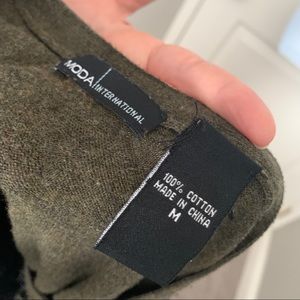 MODA INTERNATIONAL
100% COTTON
MADE IN CHINA
M